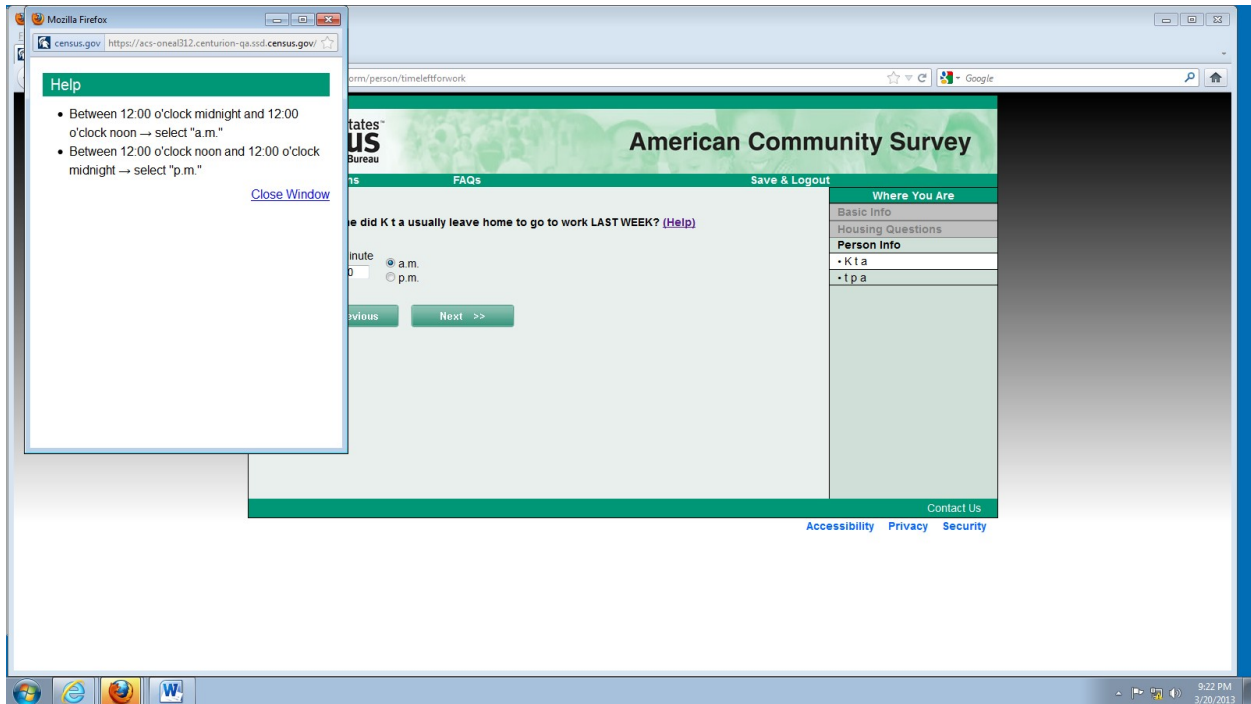 Mozilla Firefox
census.gov https://acs-oneal312.centurion-qa.ssd.census.gov/
Help
• Between 12:00 o'clock midnight and 12:00
o'clock noon → select "a.m."
• Between 12:00 o'clock noon and 12:00 o'clock
midnight → select "p.m."
Close Window
orm/person/timeleftforwork
Google
tates™
US
Bureau
American Community Survey
ns FAQs Save & Logout
e did K t a usually leave home to go to work LAST WEEK? (Help)
inute
0
a.m.
p.m.
evious Next >>
Where You Are
Basic Info
Housing Questions
Person Info
• K t a
• t p a
Contact Us
Accessibility Privacy Security
9:22 PM
3/20/2013